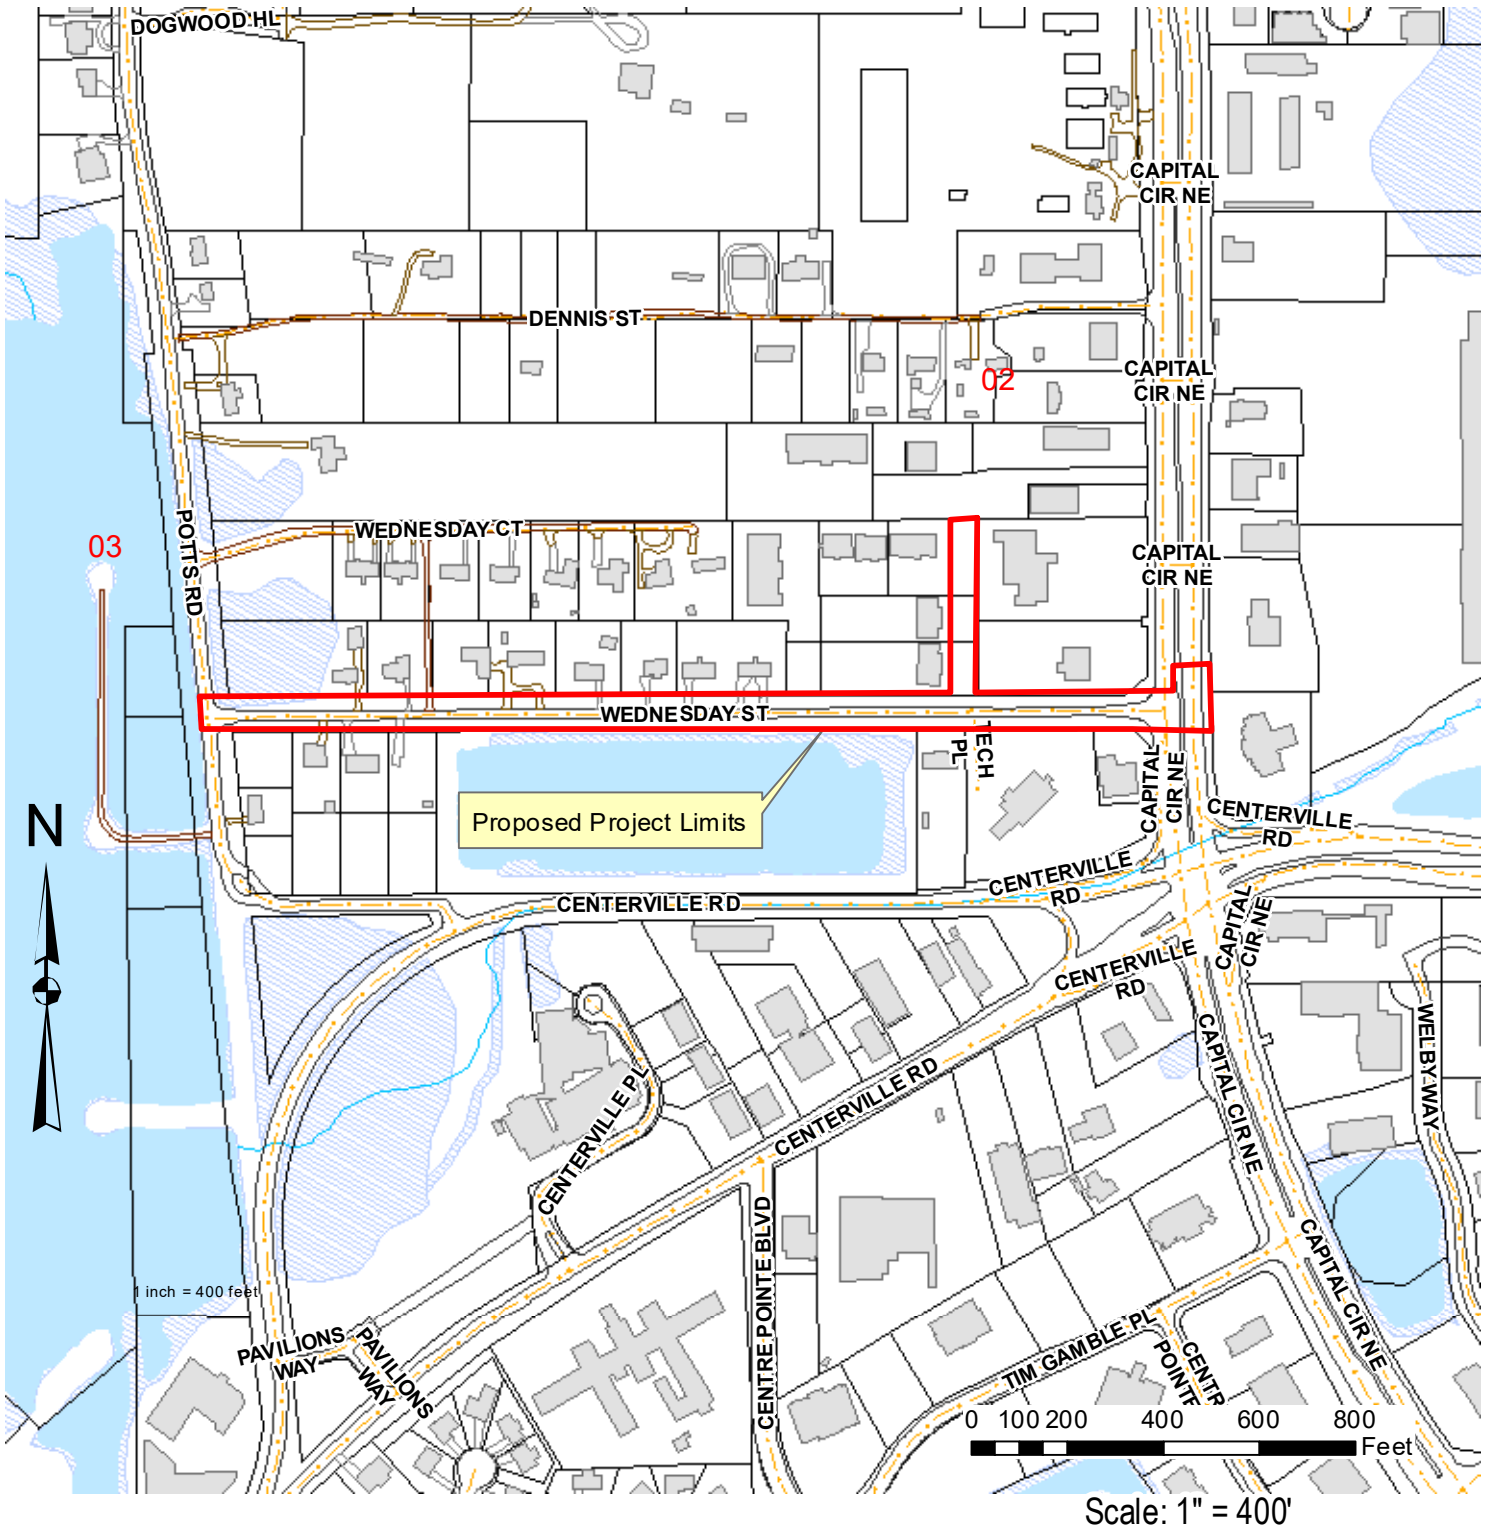 DOGWOOD HL
CAPITAL
CIR NE
DENNIS ST
CAPITAL
CIR NE
02
WEDNESDAY CT
POTTS RD
03
CAPITAL
CIR NE
WEDNESDAY ST
TECH
PL
CAPITAL
CIR NE
Proposed Project Limits
CENTERVILLE
RD
N
CENTERVILLE
RD
CENTERVILLE RD
CAPITAL
CIR NE
CENTERVILLE
RD
WELBY WAY
CAPITAL CIR NE
CENTERVILLE PL
CENTERVILLE RD
CENTRE POINTE BLVD
CAPITAL CIR NE
1 inch = 400 feet
PAVILIONS
WAY
PAVILIONS
WAY
TIM GAMBLE PL
CENTR
POINTE
0 100 200 400 600 800
Feet
Scale: 1" = 400'